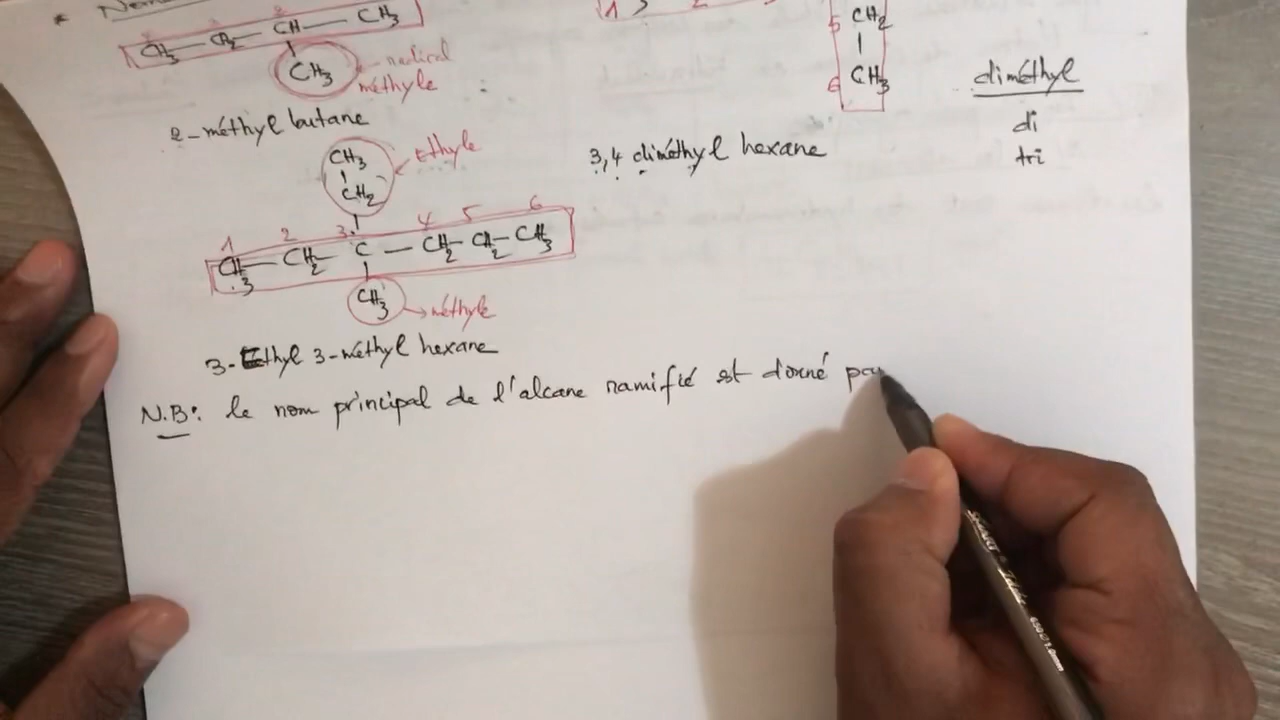 CH3 — CH2 — CH — CH3
CH3
radical
méthyle
2-méthyl butane
CH3
CH2
Ethyle
1 2 3. 4 5 6
CH3 — CH2 — C — CH2 — CH2 — CH3
CH3
méthyle
3-Ethyl 3-méthyl hexane
5 CH2
6 CH3
3,4 diméthyl hexane
diméthyl
di
tri
N.B: le nom principal de l'alcane ramifié est donné par